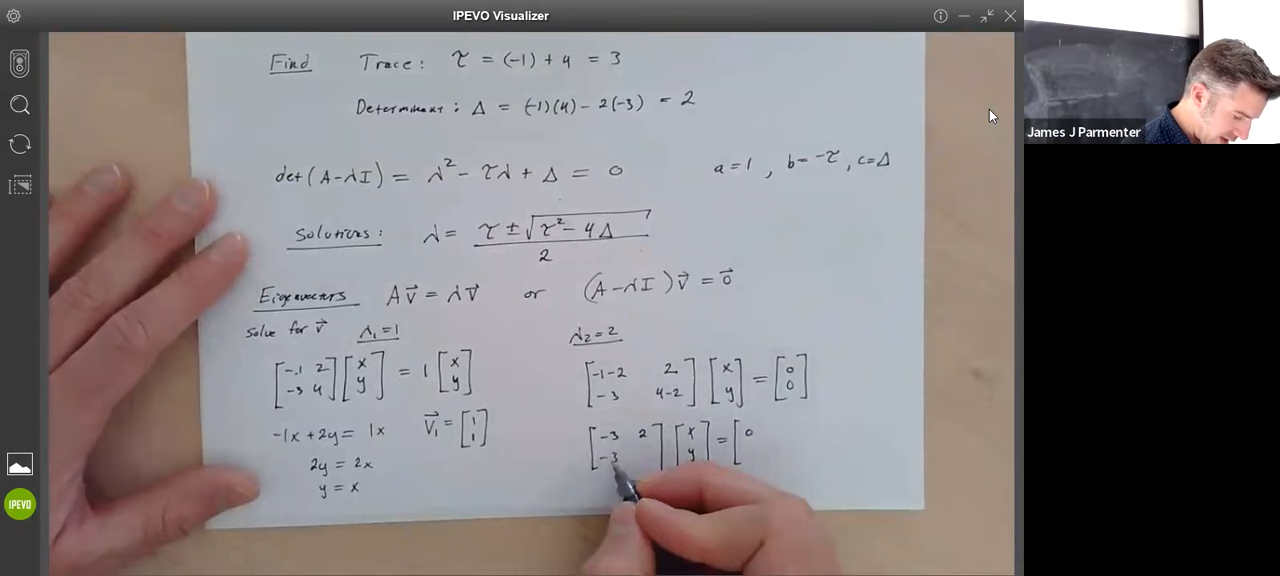 IPEVO Visualizer
Find Trace: τ = (-1) + 4 = 3
Determinant: Δ = (-1)(4) - 2(-3) = 2
det(A-λI) = λ² - τλ + Δ = 0 a=1, b=-τ, c=Δ
Solutions: λ = τ ± √τ² - 4Δ
2
Eigenvectors A v⃗ = λ v⃗ or (A-λI) v⃗ = 0⃗
solve for v⃗ λ₁=1
[-1 2] [x] = 1 [x]
[-3 4] [y] [y]
-1x + 2y = 1x v⃗₁ = [1]
[1]
2y = 2x
y = x
λ₂=2
[-1-2 2] [x] = [0]
[-3 4-2] [y] [0]
[-3 2] [x] = [0
[-3 [y]
James J Parmenter
IPEVO